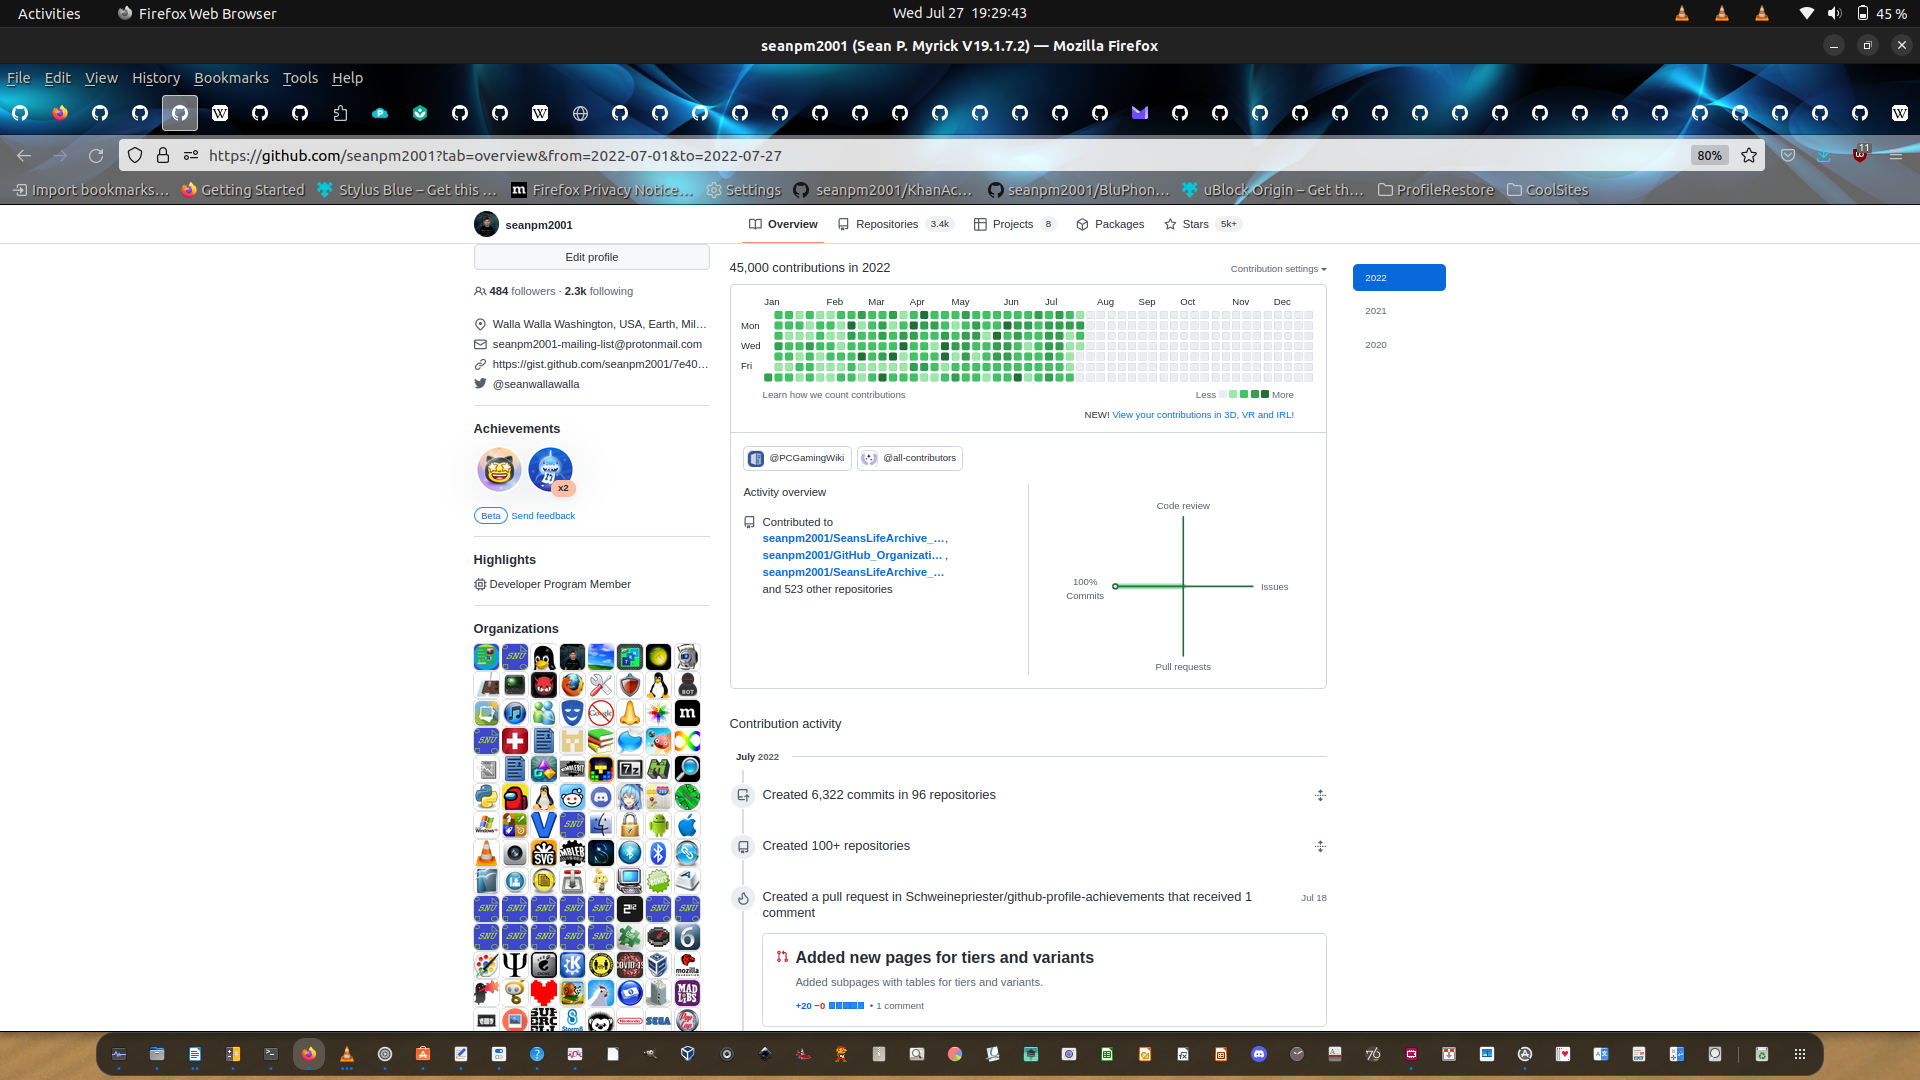 Activities Firefox Web Browser Wed Jul 27 19:29:43 45 %
seanpm2001 (Sean P. Myrick V19.1.7.2) — Mozilla Firefox
File Edit View History Bookmarks Tools Help
https://github.com/seanpm2001?tab=overview&from=2022-07-01&to=2022-07-27 80% 11
Import bookmarks… Getting Started Stylus Blue – Get this … Firefox Privacy Notice… Settings seanpm2001/KhanAc… seanpm2001/BluPhon… uBlock Origin – Get th… ProfileRestore CoolSites
seanpm2001 Overview Repositories 3.4k Projects 8 Packages Stars 5k+
Edit profile
484 followers · 2.3k following
Walla Walla Washington, USA, Earth, Mil…
seanpm2001-mailing-list@protonmail.com
https://gist.github.com/seanpm2001/7e40…
@seanwallawalla
Achievements
x2
Beta Send feedback
Highlights
Developer Program Member
Organizations
45,000 contributions in 2022
Contribution settings
2022
2021
2020
Jan Feb Mar Apr May Jun Jul Aug Sep Oct Nov Dec
Mon
Wed
Fri
Learn how we count contributions
Less More
NEW! View your contributions in 3D, VR and IRL!
@PCGamingWiki @all-contributors
Activity overview
Contributed to
seanpm2001/SeansLifeArchive_…,
seanpm2001/GitHub_Organizati… ,
seanpm2001/SeansLifeArchive_…
and 523 other repositories
Code review
100%
Commits
Issues
Pull requests
Contribution activity
July 2022
Created 6,322 commits in 96 repositories
Created 100+ repositories
Created a pull request in Schweinepriester/github-profile-achievements that received 1
comment
Jul 18
Added new pages for tiers and variants
Added subpages with tables for tiers and variants.
+20 −0 • 1 comment